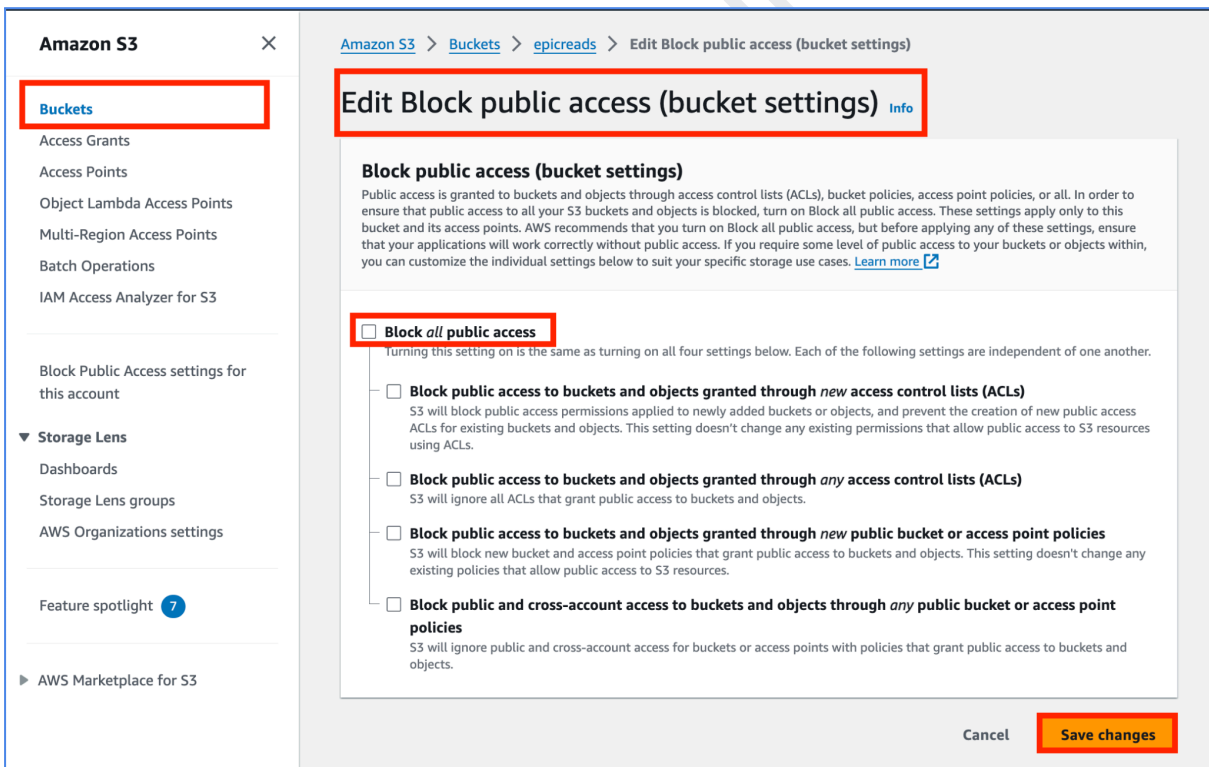 Amazon S3
Buckets
Access Grants
Access Points
Object Lambda Access Points
Multi-Region Access Points
Batch Operations
IAM Access Analyzer for S3
Block Public Access settings for
this account
Storage Lens
Dashboards
Storage Lens groups
AWS Organizations settings
Feature spotlight 7
AWS Marketplace for S3
Amazon S3 > Buckets > epicreads > Edit Block public access (bucket settings)
Edit Block public access (bucket settings) Info
Block public access (bucket settings)
Public access is granted to buckets and objects through access control lists (ACLs), bucket policies, access point policies, or all. In order to
ensure that public access to all your S3 buckets and objects is blocked, turn on Block all public access. These settings apply only to this
bucket and its access points. AWS recommends that you turn on Block all public access, but before applying any of these settings, ensure
that your applications will work correctly without public access. If you require some level of public access to your buckets or objects within,
you can customize the individual settings below to suit your specific storage use cases. Learn more
Block all public access
Turning this setting on is the same as turning on all four settings below. Each of the following settings are independent of one another.
Block public access to buckets and objects granted through new access control lists (ACLs)
S3 will block public access permissions applied to newly added buckets or objects, and prevent the creation of new public access
ACLs for existing buckets and objects. This setting doesn't change any existing permissions that allow public access to S3 resources
using ACLs.
Block public access to buckets and objects granted through any access control lists (ACLs)
S3 will ignore all ACLs that grant public access to buckets and objects.
Block public access to buckets and objects granted through new public bucket or access point policies
S3 will block new bucket and access point policies that grant public access to buckets and objects. This setting doesn't change any
existing policies that allow public access to S3 resources.
Block public and cross-account access to buckets and objects through any public bucket or access point
policies
S3 will ignore public and cross-account access for buckets or access points with policies that grant public access to buckets and
objects.
Cancel
Save changes